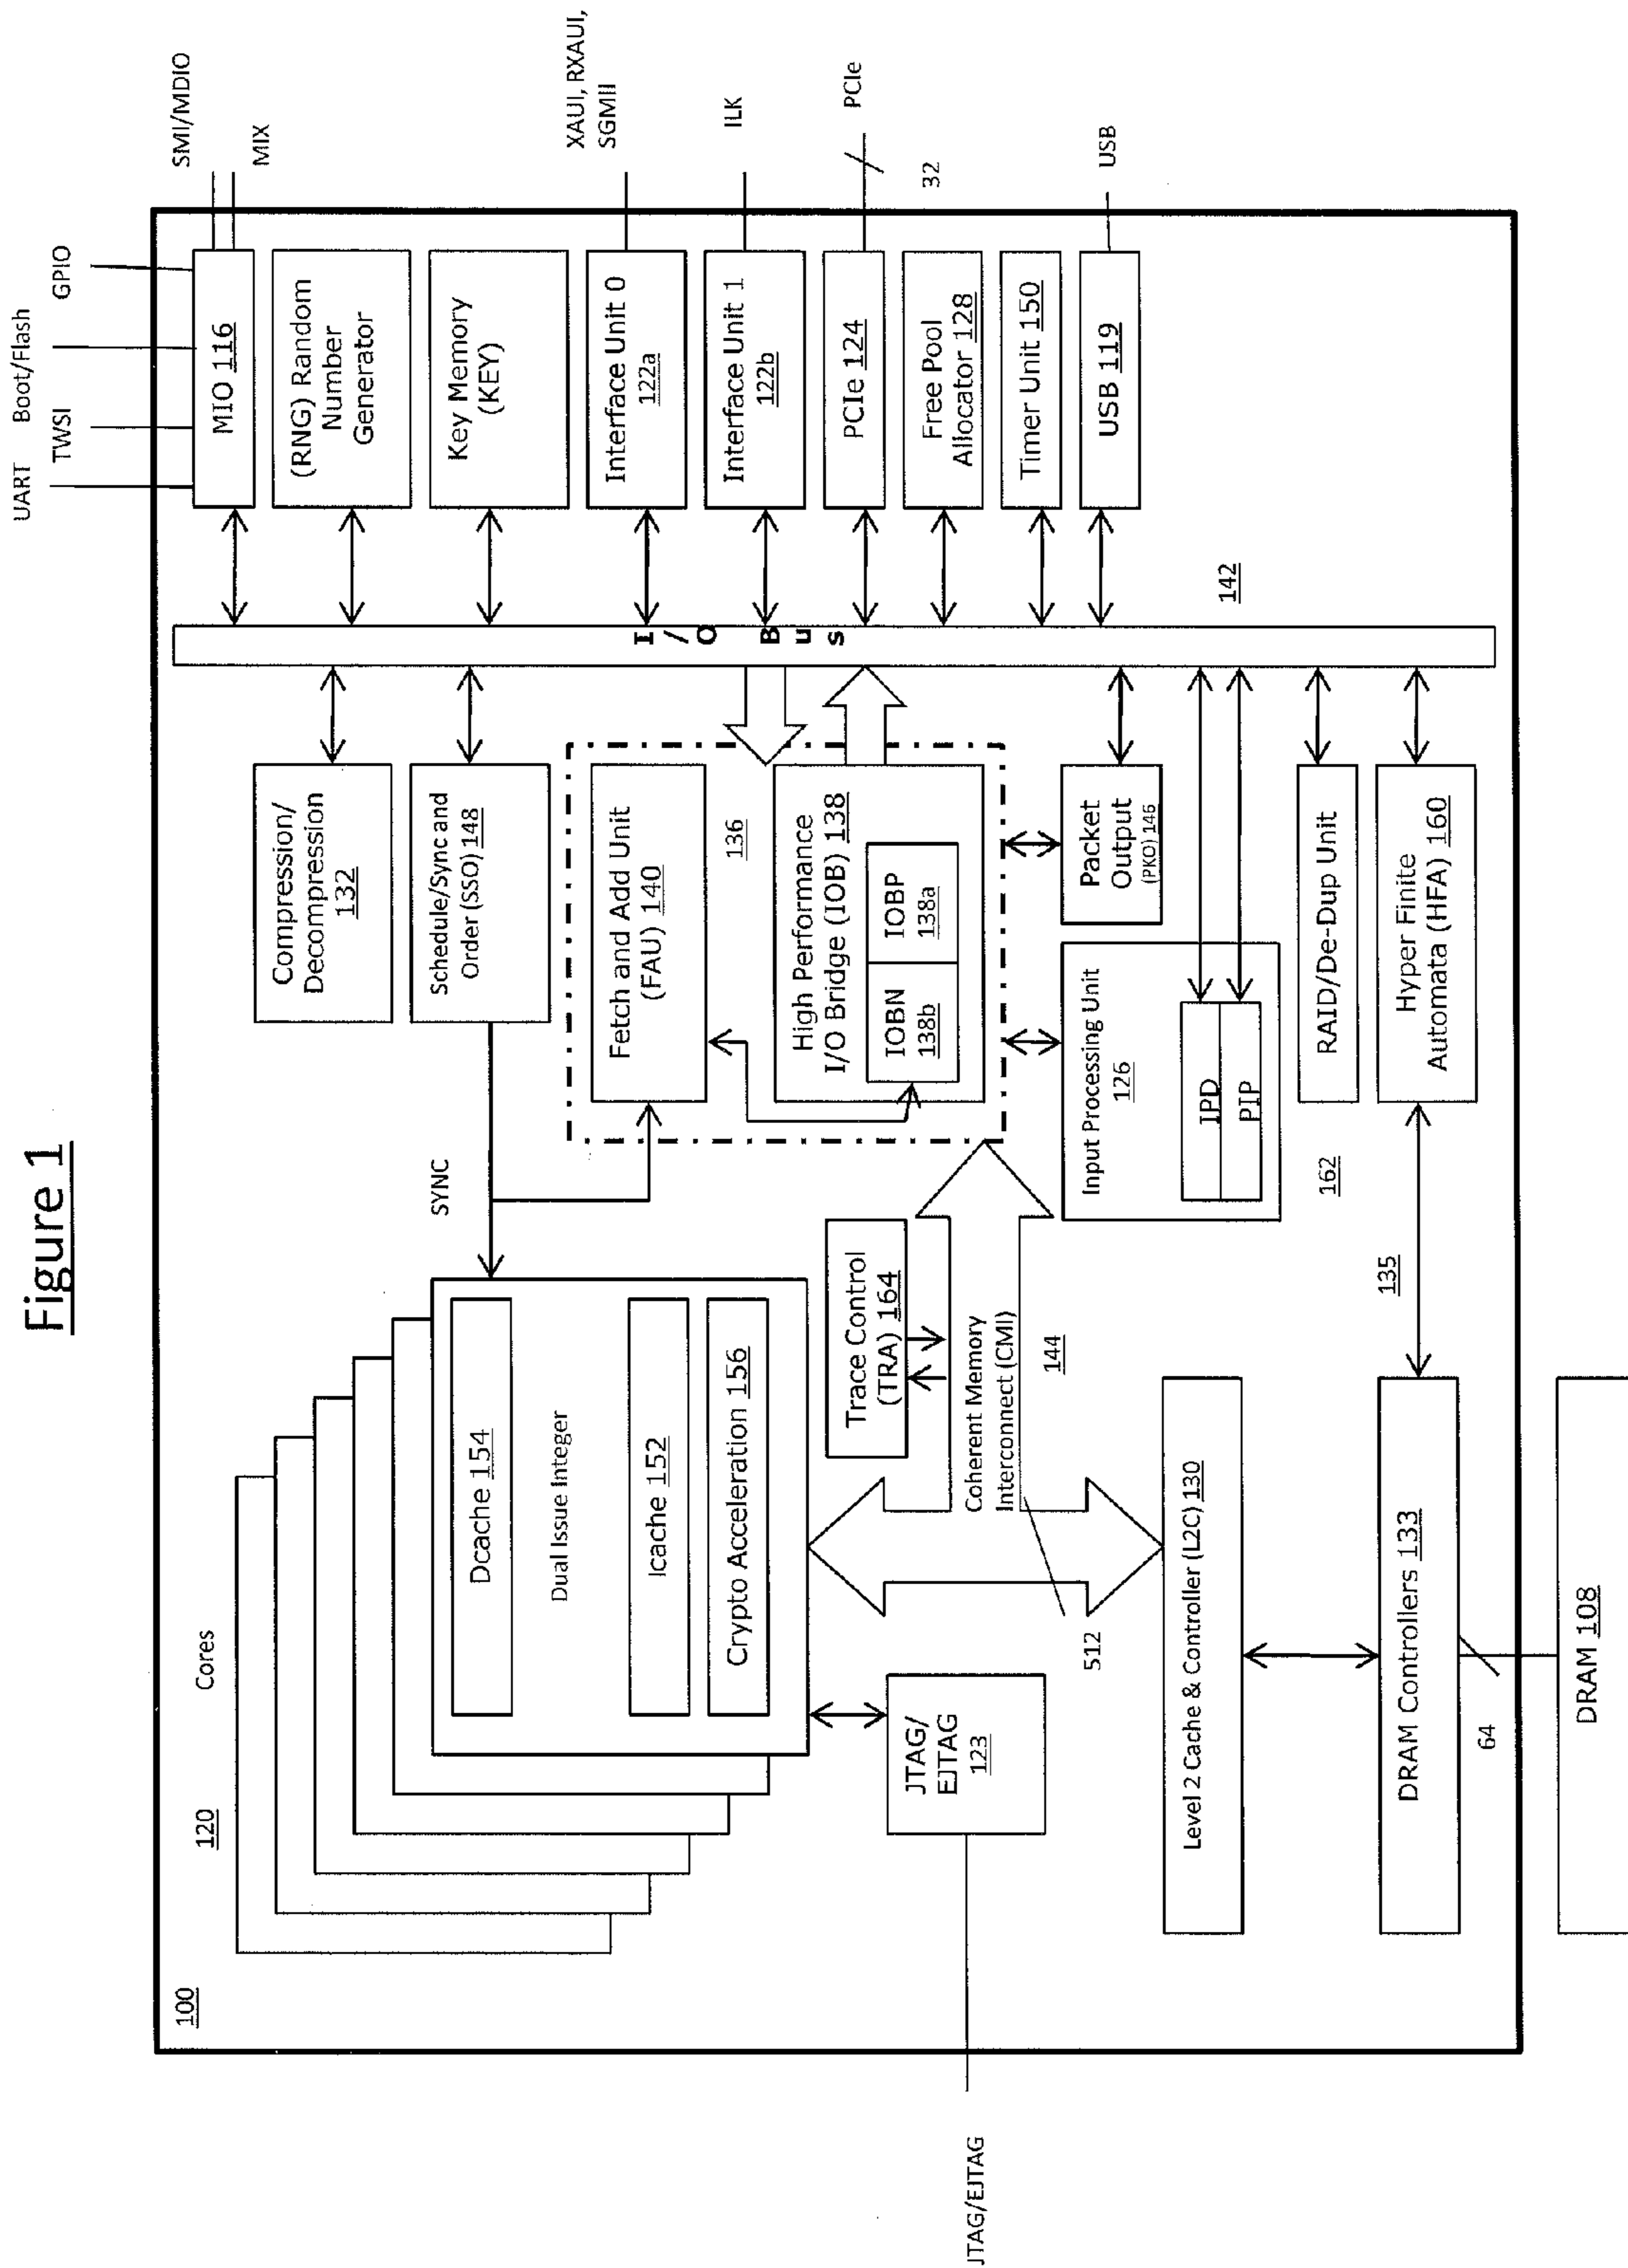 Figure 1
UART
TWSI
Boot/Flash
GPIO
SMI/MDIO
MIX
XAUI, RXAUI,
SGMII
ILK
PCIe
32
USB
100
120
Cores
SYNC
Dcache 154
Dual Issue Integer
Icache 152
Crypto Acceleration 156
JTAG/EJTAG
JTAG/
EJTAG
123
Trace Control
(TRA) 164
Coherent Memory
Interconnect (CMI)
144
512
Level 2 Cache & Controller (L2C) 130
DRAM Controllers 133
64
DRAM 108
135
Compression/
Decompression
132
Schedule/Sync and
Order (SSO) 148
Fetch and Add Unit
(FAU) 140
136
High Performance
I/O Bridge (IOB) 138
IOBN
138b
IOBP
138a
Input Processing Unit
126
IPD
PIP
Packet
Output
(PKO) 146
162
RAID/De-Dup Unit
Hyper Finite
Automata (HFA) 160
I/O Bus
142
MIO 116
(RNG) Random
Number
Generator
Key Memory
(KEY)
Interface Unit 0
122a
Interface Unit 1
122b
PCIe 124
Free Pool
Allocator 128
Timer Unit 150
USB 119